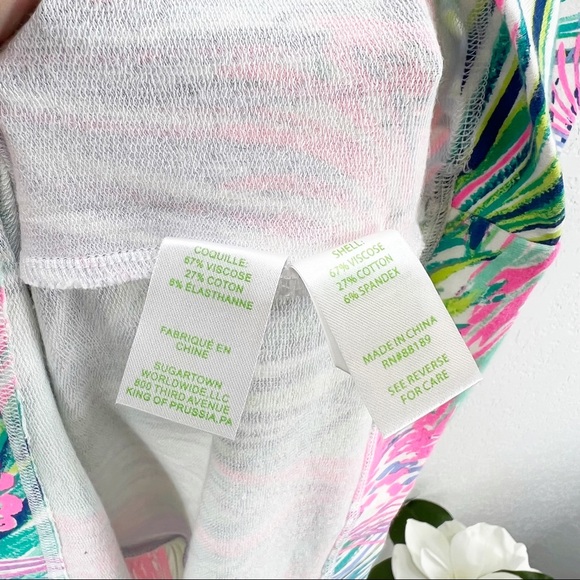 COQUILLE:
67% VISCOSE
27% COTON
6% ÉLASTHANNE
FABRIQUÉ EN
CHINE
SUGARTOWN
WORLDWIDE, LLC
800 THIRD AVENUE
KING OF PRUSSIA, PA
SHELL:
67% VISCOSE
27% COTTON
6% SPANDEX
MADE IN CHINA
RN#88189
SEE REVERSE
FOR CARE